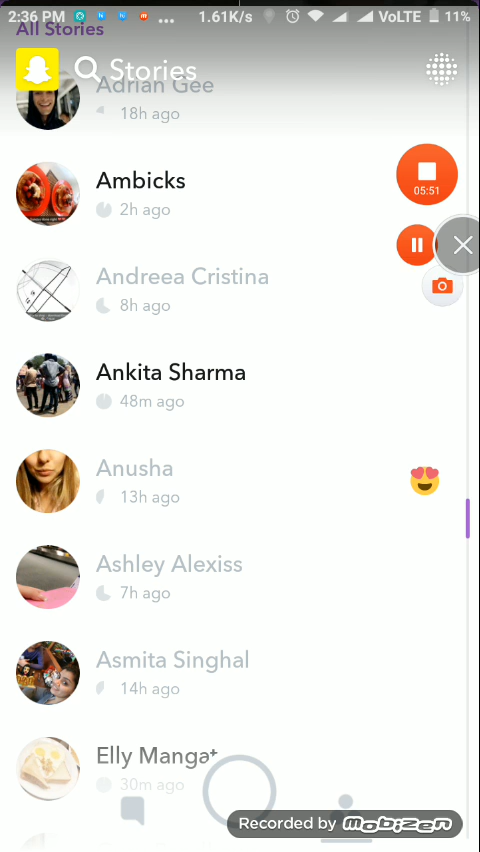 2:36 PM ... 1.61K/s VoLTE 11%
All Stories
Stories
Adrian Gee
18h ago
Ambicks
2h ago
05:51
Andreea Cristina
8h ago
Ankita Sharma
48m ago
Anusha
13h ago
Ashley Alexiss
7h ago
Asmita Singhal
14h ago
Elly Mangat
30m ago
Recorded by mobizen